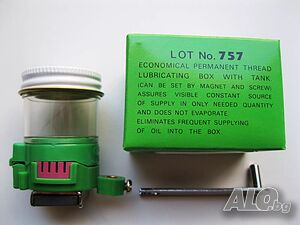 LOT No. 757
ECONOMICAL PERMANENT THREAD
LUBRICATING BOX WITH TANK
(CAN BE SET BY MAGNET AND SCREW)
ASSURES VISIBLE CONSTANT SOURCE
OF SUPPLY IN ONLY NEEDED QUANTITY
AND DOES NOT EVAPORATE
ELIMINATES FREQUENT SUPPLYING
OF OIL INTO THE BOX.
ALO.bg